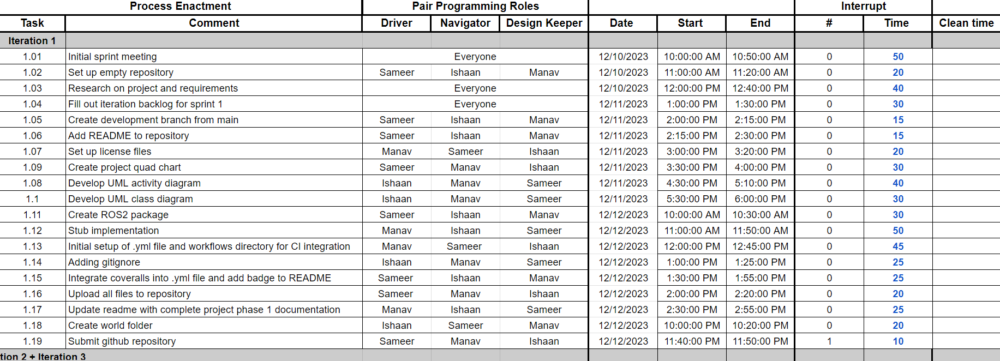 Process Enactment Pair Programming Roles Interrupt
Task Comment Driver Navigator Design Keeper Date Start End # Time Clean time
Iteration 1
1.01 Initial sprint meeting Everyone 12/10/2023 10:00:00 AM 10:50:00 AM 0 50
1.02 Set up empty repository Sameer Ishaan Manav 12/10/2023 11:00:00 AM 11:20:00 AM 0 20
1.03 Research on project and requirements Everyone 12/10/2023 12:00:00 PM 12:40:00 PM 0 40
1.04 Fill out iteration backlog for sprint 1 Everyone 12/11/2023 1:00:00 PM 1:30:00 PM 0 30
1.05 Create development branch from main Sameer Ishaan Manav 12/11/2023 2:00:00 PM 2:15:00 PM 0 15
1.06 Add README to repository Sameer Ishaan Manav 12/11/2023 2:15:00 PM 2:30:00 PM 0 15
1.07 Set up license files Manav Sameer Ishaan 12/11/2023 3:00:00 PM 3:20:00 PM 0 20
1.09 Create project quad chart Sameer Manav Ishaan 12/11/2023 3:30:00 PM 4:00:00 PM 0 30
1.08 Develop UML activity diagram Ishaan Manav Sameer 12/11/2023 4:30:00 PM 5:10:00 PM 0 40
1.1 Develop UML class diagram Ishaan Manav Sameer 12/11/2023 5:30:00 PM 6:00:00 PM 0 30
1.11 Create ROS2 package Sameer Ishaan Manav 12/12/2023 10:00:00 AM 10:30:00 AM 0 30
1.12 Stub implementation Manav Ishaan Sameer 12/12/2023 11:00:00 AM 11:50:00 AM 0 50
1.13 Initial setup of .yml file and workflows directory for CI integration Manav Sameer Ishaan 12/12/2023 12:00:00 PM 12:45:00 PM 0 45
1.14 Adding gitignore Ishaan Manav Sameer 12/12/2023 1:00:00 PM 1:25:00 PM 0 25
1.15 Integrate coveralls into .yml file and add badge to README Sameer Ishaan Manav 12/12/2023 1:30:00 PM 1:55:00 PM 0 25
1.16 Upload all files to repository Sameer Manav Ishaan 12/12/2023 2:00:00 PM 2:20:00 PM 0 20
1.17 Update readme with complete project phase 1 documentation Manav Ishaan Sameer 12/12/2023 2:30:00 PM 2:55:00 PM 0 25
1.18 Create world folder Ishaan Sameer Manav 12/12/2023 10:00:00 PM 10:20:00 PM 0 20
1.19 Submit github repository Sameer Manav Ishaan 12/12/2023 11:40:00 PM 11:50:00 PM 1 10
tion 2 + Iteration 3